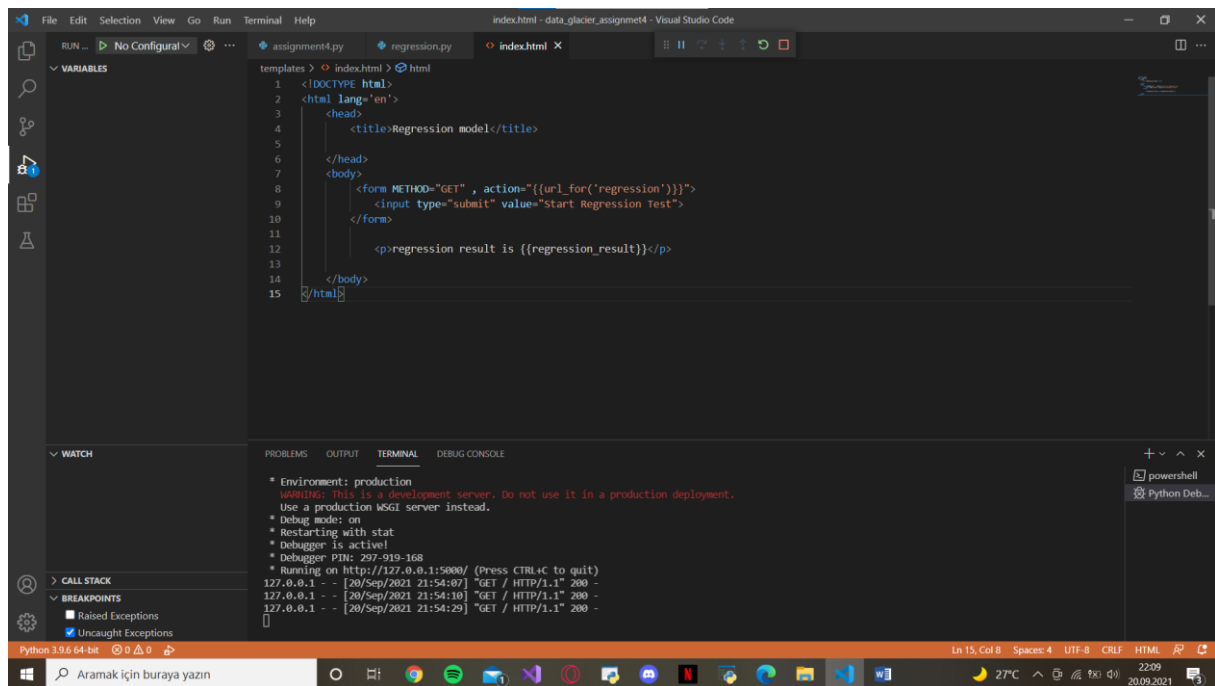 File Edit Selection View Go Run Terminal Help index.html - data_glacier_assignmet4 - Visual Studio Code
RUN ... No Configurat
assignment4.py regression.py index.html
VARIABLES
templates > index.html > html
1 <!DOCTYPE html>
2 <html lang='en'>
3 <head>
4 <title>Regression model</title>
5
6 </head>
7 <body>
8 <form METHOD="GET" , action="{{url_for('regression')}}">
9 <input type="submit" value="Start Regression Test">
10 </form>
11
12 <p>regression result is {{regression_result}}</p>
13
14 </body>
15 </html>
WATCH
PROBLEMS OUTPUT TERMINAL DEBUG CONSOLE
* Environment: production
WARNING: This is a development server. Do not use it in a production deployment.
Use a production WSGI server instead.
* Debug mode: on
* Restarting with stat
* Debugger is active!
* Debugger PIN: 297-919-168
* Running on http://127.0.0.1:5000/ (Press CTRL+C to quit)
127.0.0.1 - - [20/Sep/2021 21:54:07] "GET / HTTP/1.1" 200 -
127.0.0.1 - - [20/Sep/2021 21:54:10] "GET / HTTP/1.1" 200 -
127.0.0.1 - - [20/Sep/2021 21:54:29] "GET / HTTP/1.1" 200 -
powershell
Python Deb...
CALL STACK
BREAKPOINTS
Raised Exceptions
Uncaught Exceptions
Python 3.9.6 64-bit 0 0 Ln 15, Col 8 Spaces: 4 UTF-8 CRLF HTML
Aramak için buraya yazın
27°C
22:09
20.09.2021